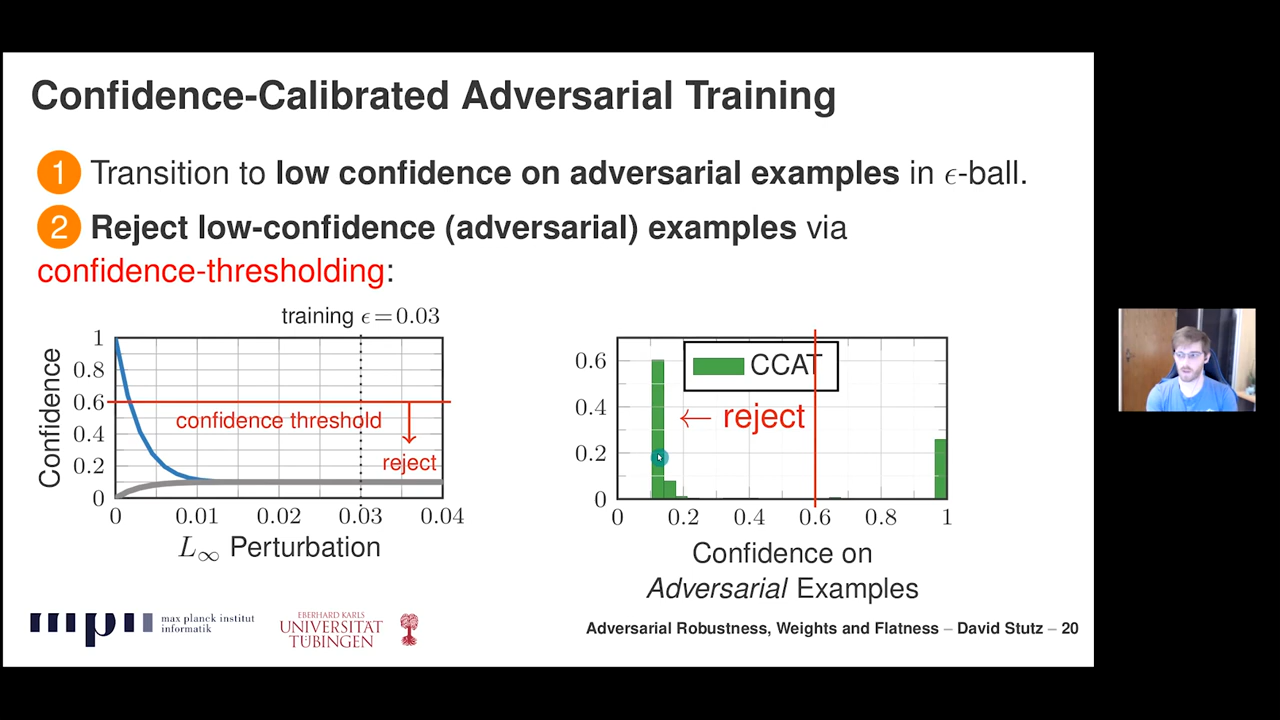 Confidence-Calibrated Adversarial Training
1 Transition to low confidence on adversarial examples in ϵ-ball.
2 Reject low-confidence (adversarial) examples via
confidence-thresholding:
training ϵ=0.03
1
0.8
0.6
0.4
0.2
0
Confidence
confidence threshold
reject
0 0.01 0.02 0.03 0.04
L∞ Perturbation
0.6
0.4
0.2
0
CCAT
← reject
0 0.2 0.4 0.6 0.8 1
Confidence on
Adversarial Examples
max planck institut
informatik
EBERHARD KARLS
UNIVERSITÄT
TÜBINGEN
Adversarial Robustness, Weights and Flatness – David Stutz – 20